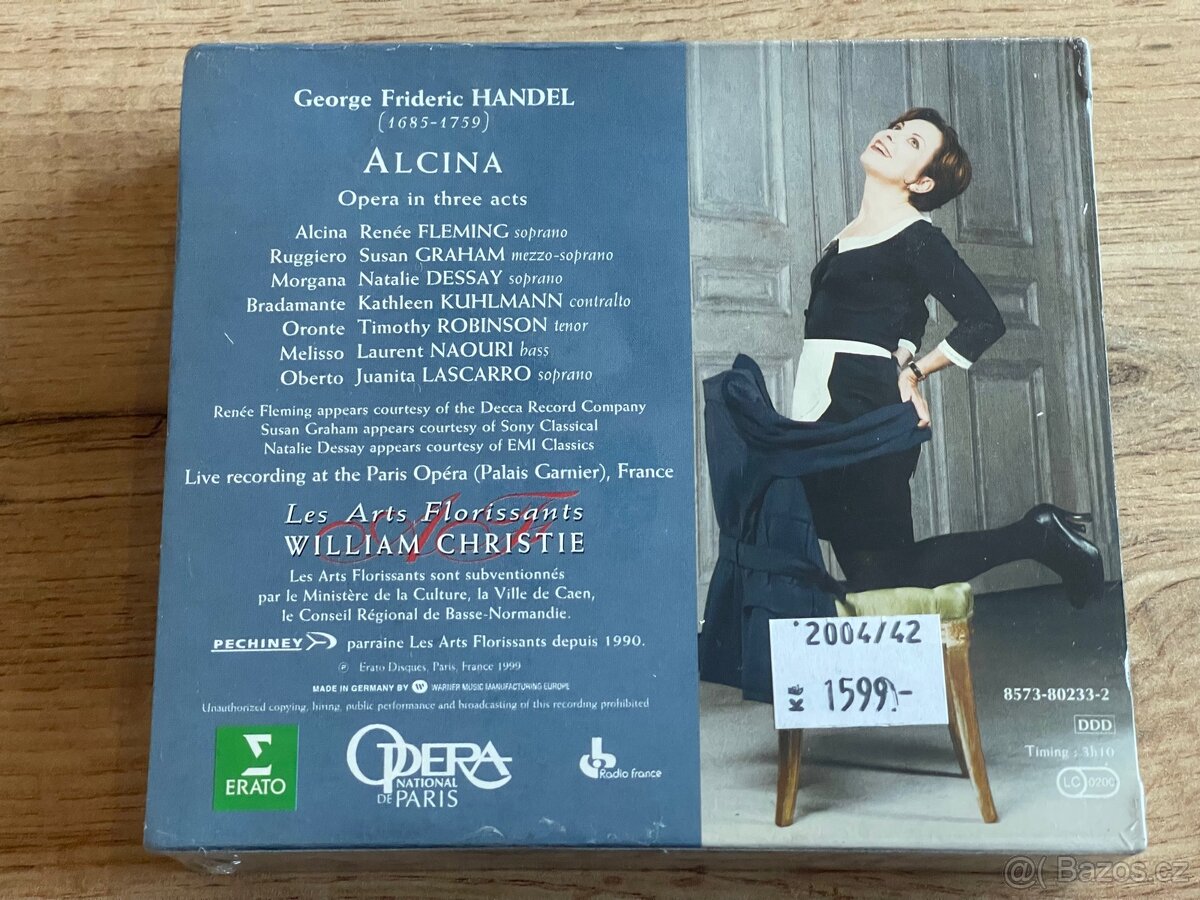 George Frideric HANDEL
(1685-1759)
ALCINA
Opera in three acts
Alcina Renée FLEMING soprano
Ruggiero Susan GRAHAM mezzo-soprano
Morgana Natalie DESSAY soprano
Bradamante Kathleen KUHLMANN contralto
Oronte Timothy ROBINSON tenor
Melisso Laurent NAOURI bass
Oberto Juanita LASCARRO soprano
Renée Fleming appears courtesy of the Decca Record Company
Susan Graham appears courtesy of Sony Classical
Natalie Dessay appears courtesy of EMI Classics
Live recording at the Paris Opéra (Palais Garnier), France
Les Arts Florissants
WILLIAM CHRISTIE
Les Arts Florissants sont subventionnés
par le Ministère de la Culture, la Ville de Caen,
le Conseil Régional de Basse-Normandie.
PECHINEY parraine Les Arts Florissants depuis 1990.
℗ Erato Disques, Paris, France 1999
MADE IN GERMANY BY WARNER MUSIC MANUFACTURING EUROPE
Unauthorized copying, hiring, public performance and broadcasting of this recording prohibited
ERATO
OPERA
NATIONAL
DE PARIS
Radio france
2004/42
Kč 1599,-
8573-80233-2
DDD
Timing : 3h10
LC 0200
@( Bazos.cz